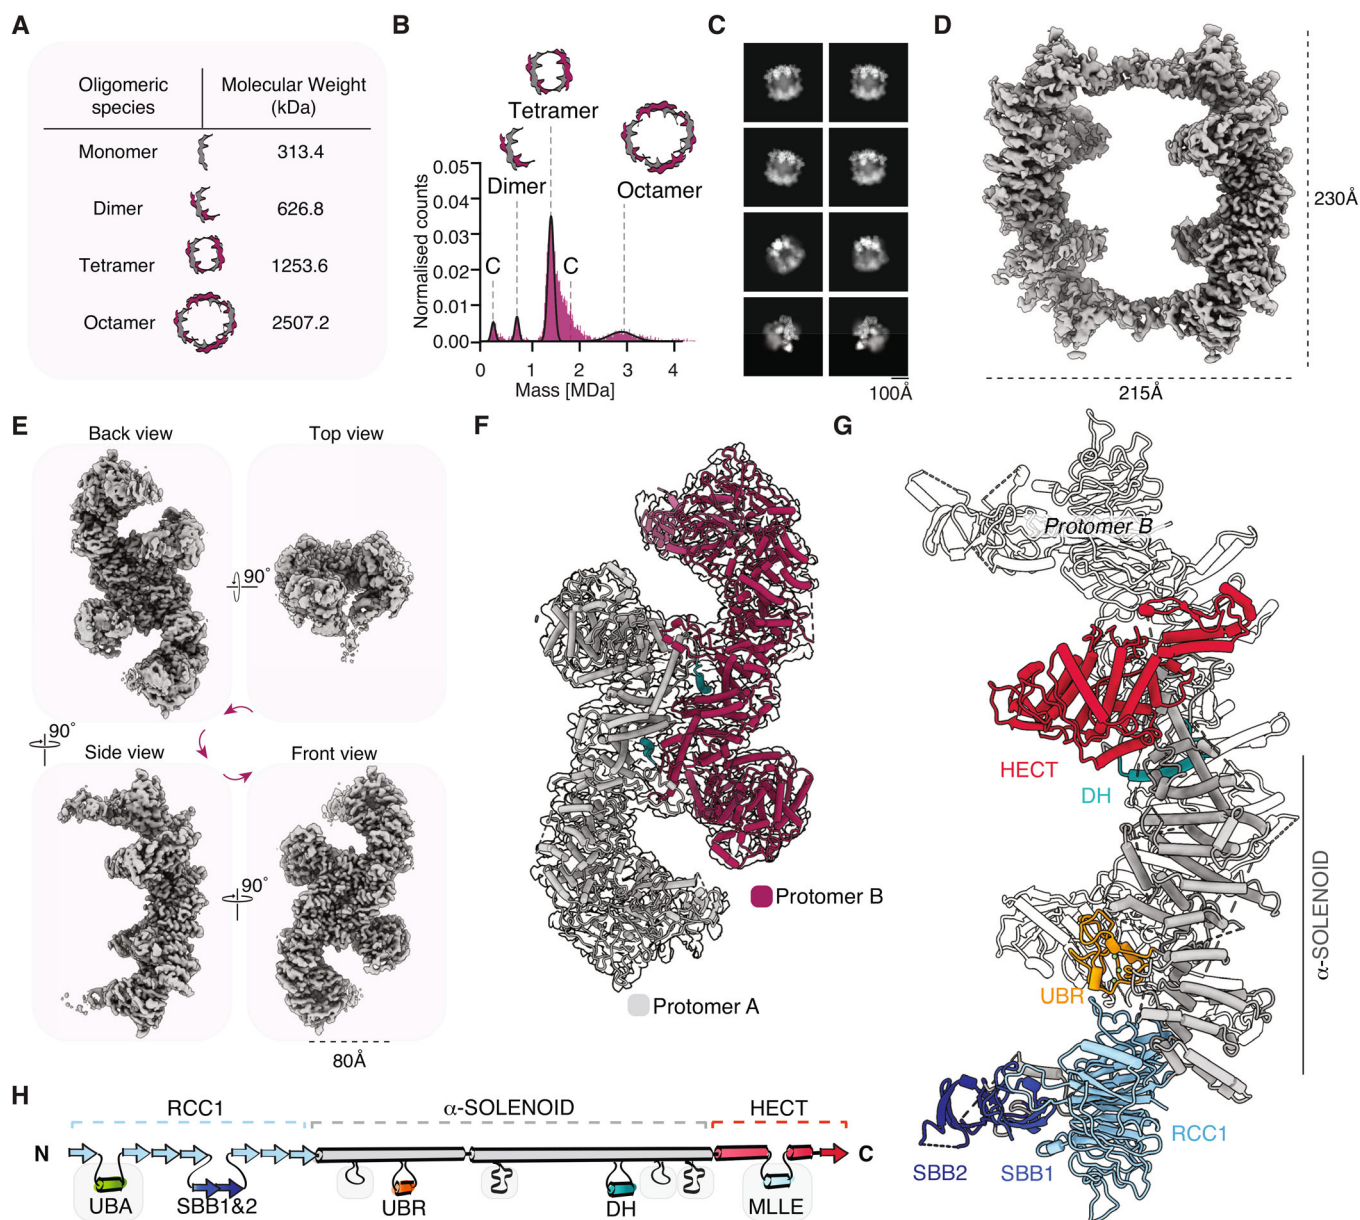 A
Oligomeric species
Molecular Weight (kDa)
Monomer 313.4
Dimer 626.8
Tetramer 1253.6
Octamer 2507.2
B
Tetramer
Dimer
Octamer
C
C
Normalised counts
0.05
0.04
0.03
0.02
0.01
0.00
0 1 2 3 4
Mass [MDa]
C
100Å
D
230Å
215Å
E
Back view
Top view
90°
90°
Side view
Front view
90°
80Å
F
Protomer B
Protomer A
G
Protomer B
HECT
DH
α-SOLENOID
UBR
RCC1
SBB2
SBB1
H
RCC1
α-SOLENOID
HECT
N
C
UBA
SBB1&2
UBR
DH
MLLE